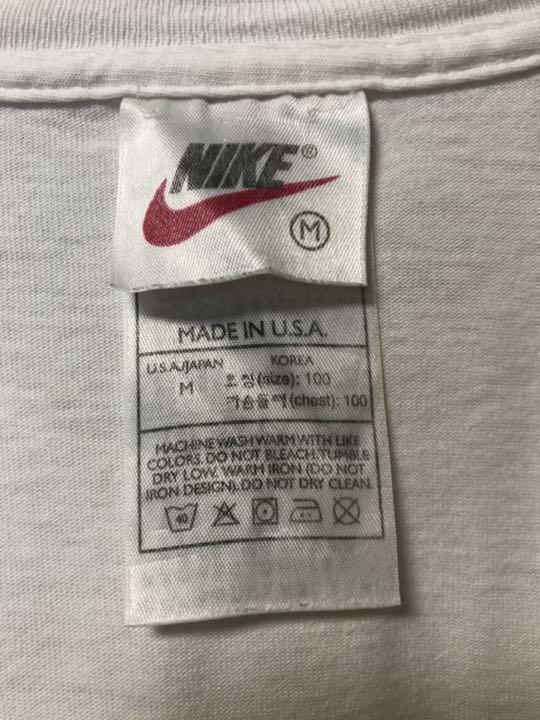 NIKE®
M
MADE IN U.S.A.
U.S.A./JAPAN KOREA
M 호칭(size): 100
가슴둘레(chest): 100
MACHINE WASH WARM WITH LIKE
COLORS. DO NOT BLEACH. TUMBLE
DRY LOW. WARM IRON (DO NOT
IRON DESIGN). DO NOT DRY CLEAN.
40